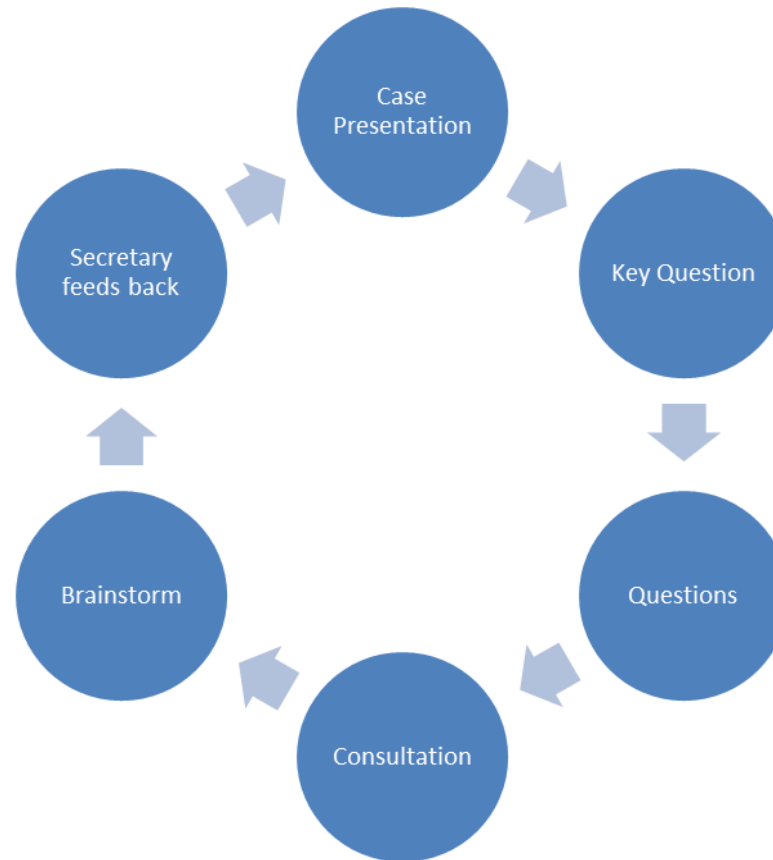 Case
Presentation
Key Question
Questions
Consultation
Brainstorm
Secretary
feeds back